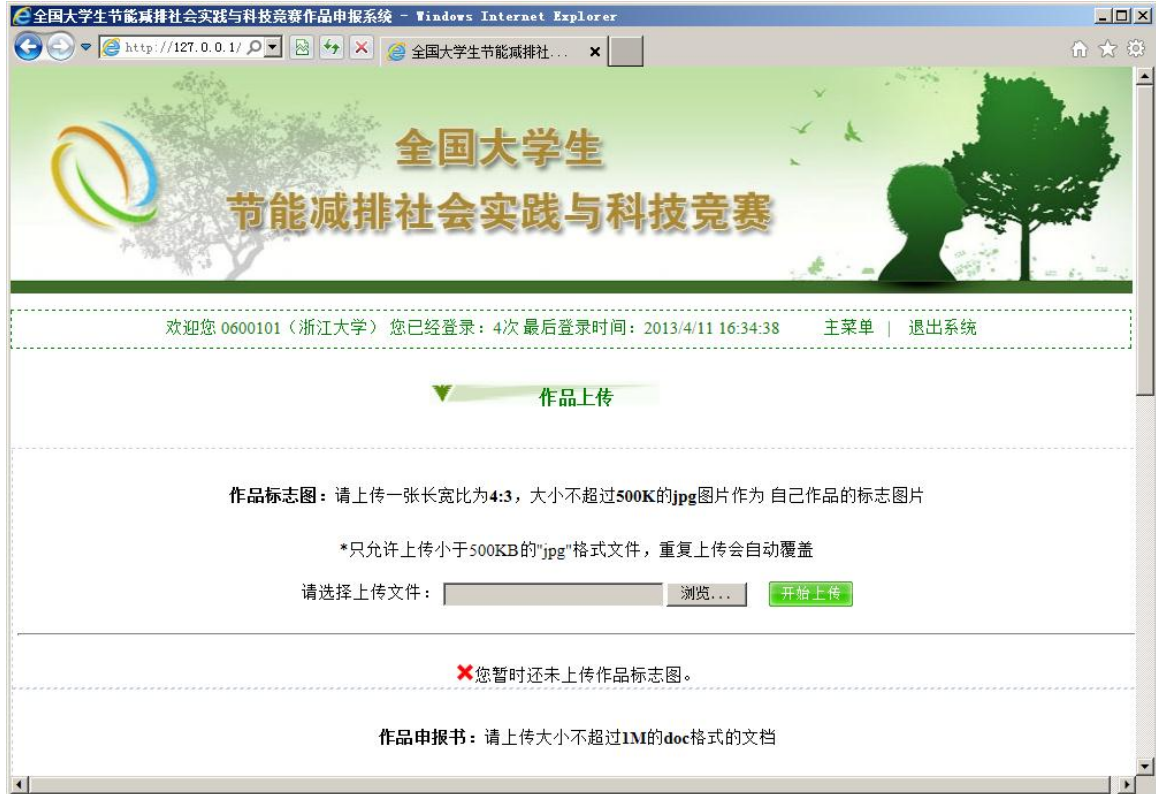 全国大学生节能减排社会实践与科技竞赛作品申报系统 - Windows Internet Explorer
http://127.0.0.1/
全国大学生节能减排社...
全国大学生
节能减排社会实践与科技竞赛
欢迎您 0600101（浙江大学） 您已经登录：4次 最后登录时间：2013/4/11 16:34:38 主菜单 | 退出系统
作品上传
作品标志图：请上传一张长宽比为4:3，大小不超过500K的jpg图片作为 自己作品的标志图片
*只允许上传小于500KB的"jpg"格式文件，重复上传会自动覆盖
请选择上传文件： 浏览... 开始上传
您暂时还未上传作品标志图。
作品申报书：请上传大小不超过1M的doc格式的文档